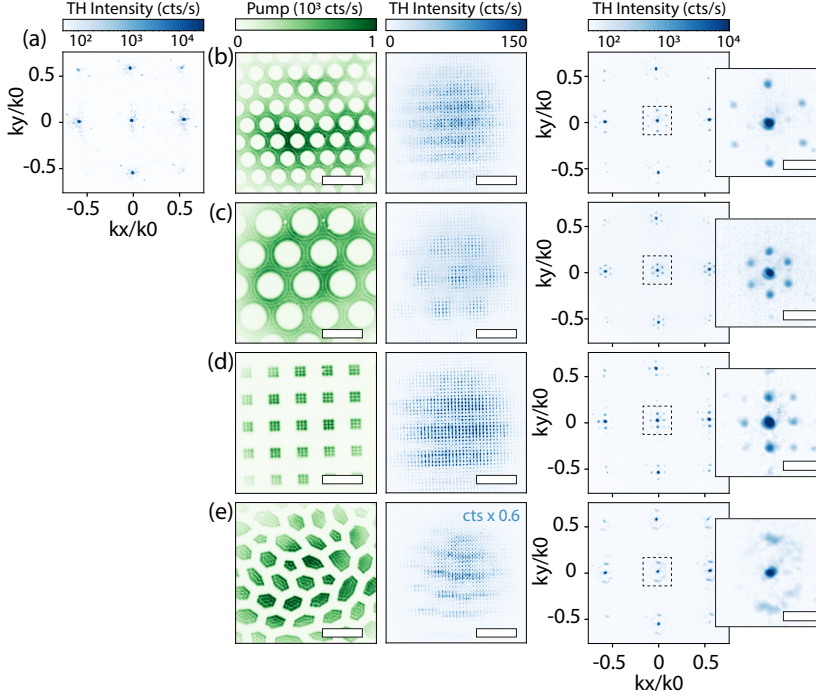 TH Intensity (cts/s)
Pump (10³ cts/s)
TH Intensity (cts/s)
TH Intensity (cts/s)
10² 10³ 10⁴
0 1
0 150
10² 10³ 10⁴
(a)
ky/k0
0.5
0
-0.5
-0.5 0 0.5
kx/k0
(b)
ky/k0
0.5
0
-0.5
(c)
ky/k0
0.5
0
-0.5
(d)
ky/k0
0.5
0
-0.5
(e)
cts x 0.6
ky/k0
0.5
0
-0.5
-0.5 0 0.5
kx/k0